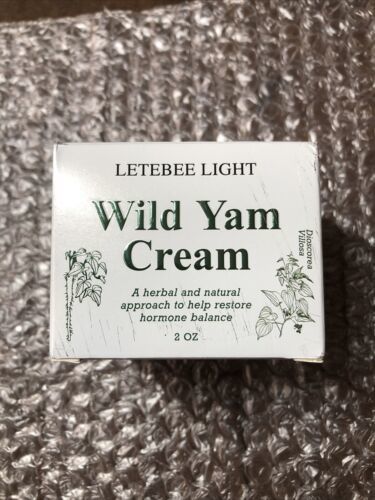 LETEBEE LIGHT
Wild Yam
Cream
Dioscorea
Villosa
A herbal and natural
approach to help restore
hormone balance
2 OZ